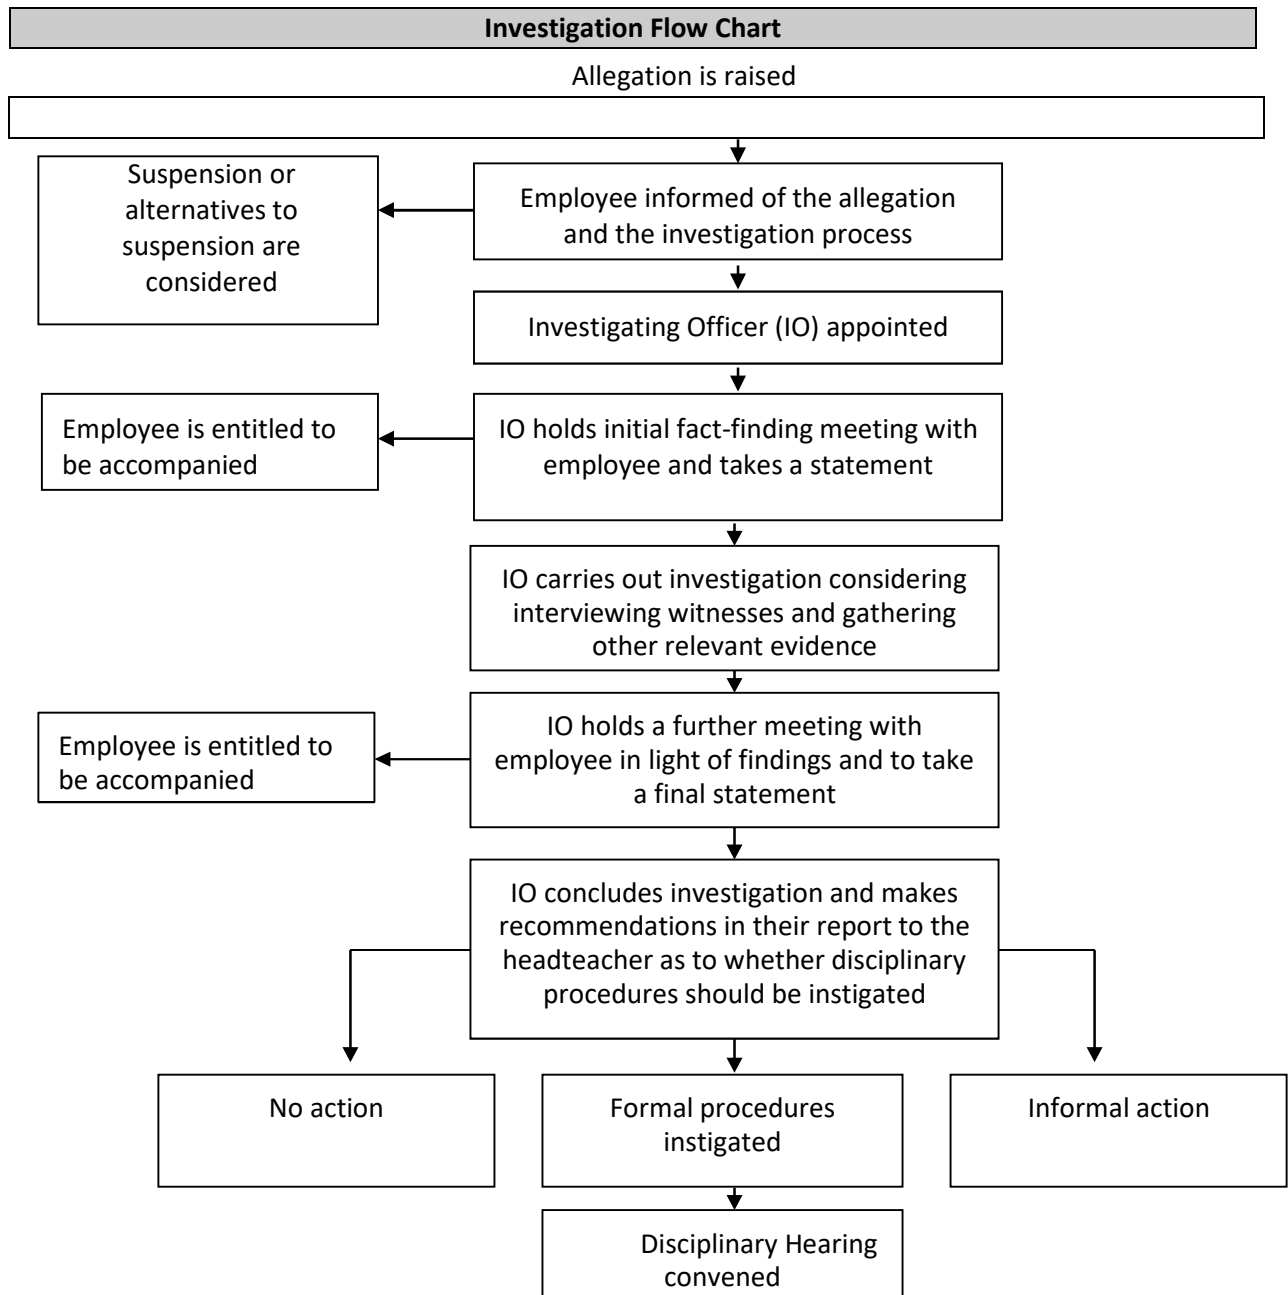 Investigation Flow Chart
Allegation is raised
Suspension or
alternatives to
suspension are
considered
Employee informed of the allegation
and the investigation process
Investigating Officer (IO) appointed
Employee is entitled to
be accompanied
IO holds initial fact-finding meeting with
employee and takes a statement
IO carries out investigation considering
interviewing witnesses and gathering
other relevant evidence
Employee is entitled to
be accompanied
IO holds a further meeting with
employee in light of findings and to take
a final statement
IO concludes investigation and makes
recommendations in their report to the
headteacher as to whether disciplinary
procedures should be instigated
No action
Formal procedures
instigated
Informal action
Disciplinary Hearing
convened